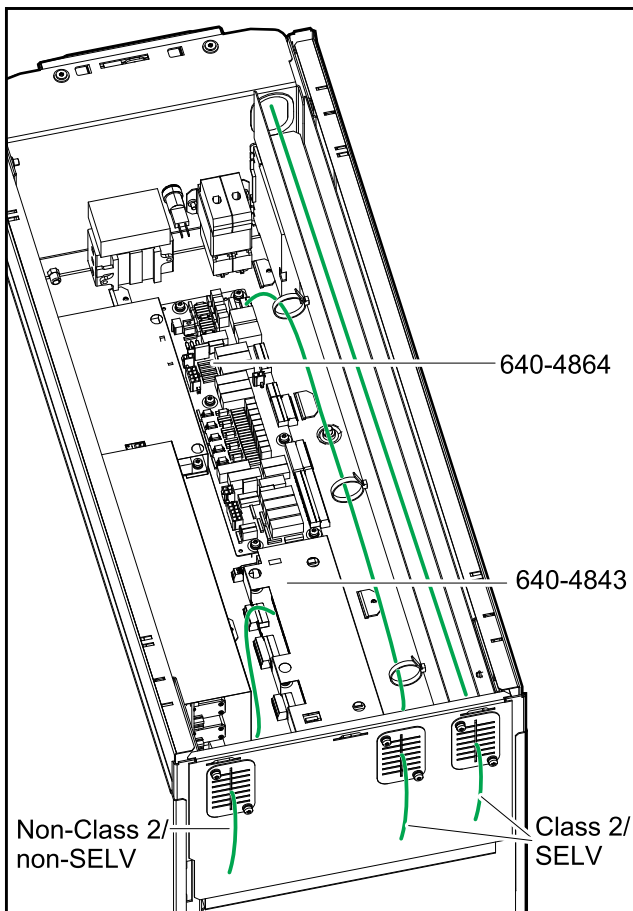 640-4864
640-4843
Non-Class 2/
non-SELV
Class 2/
SELV